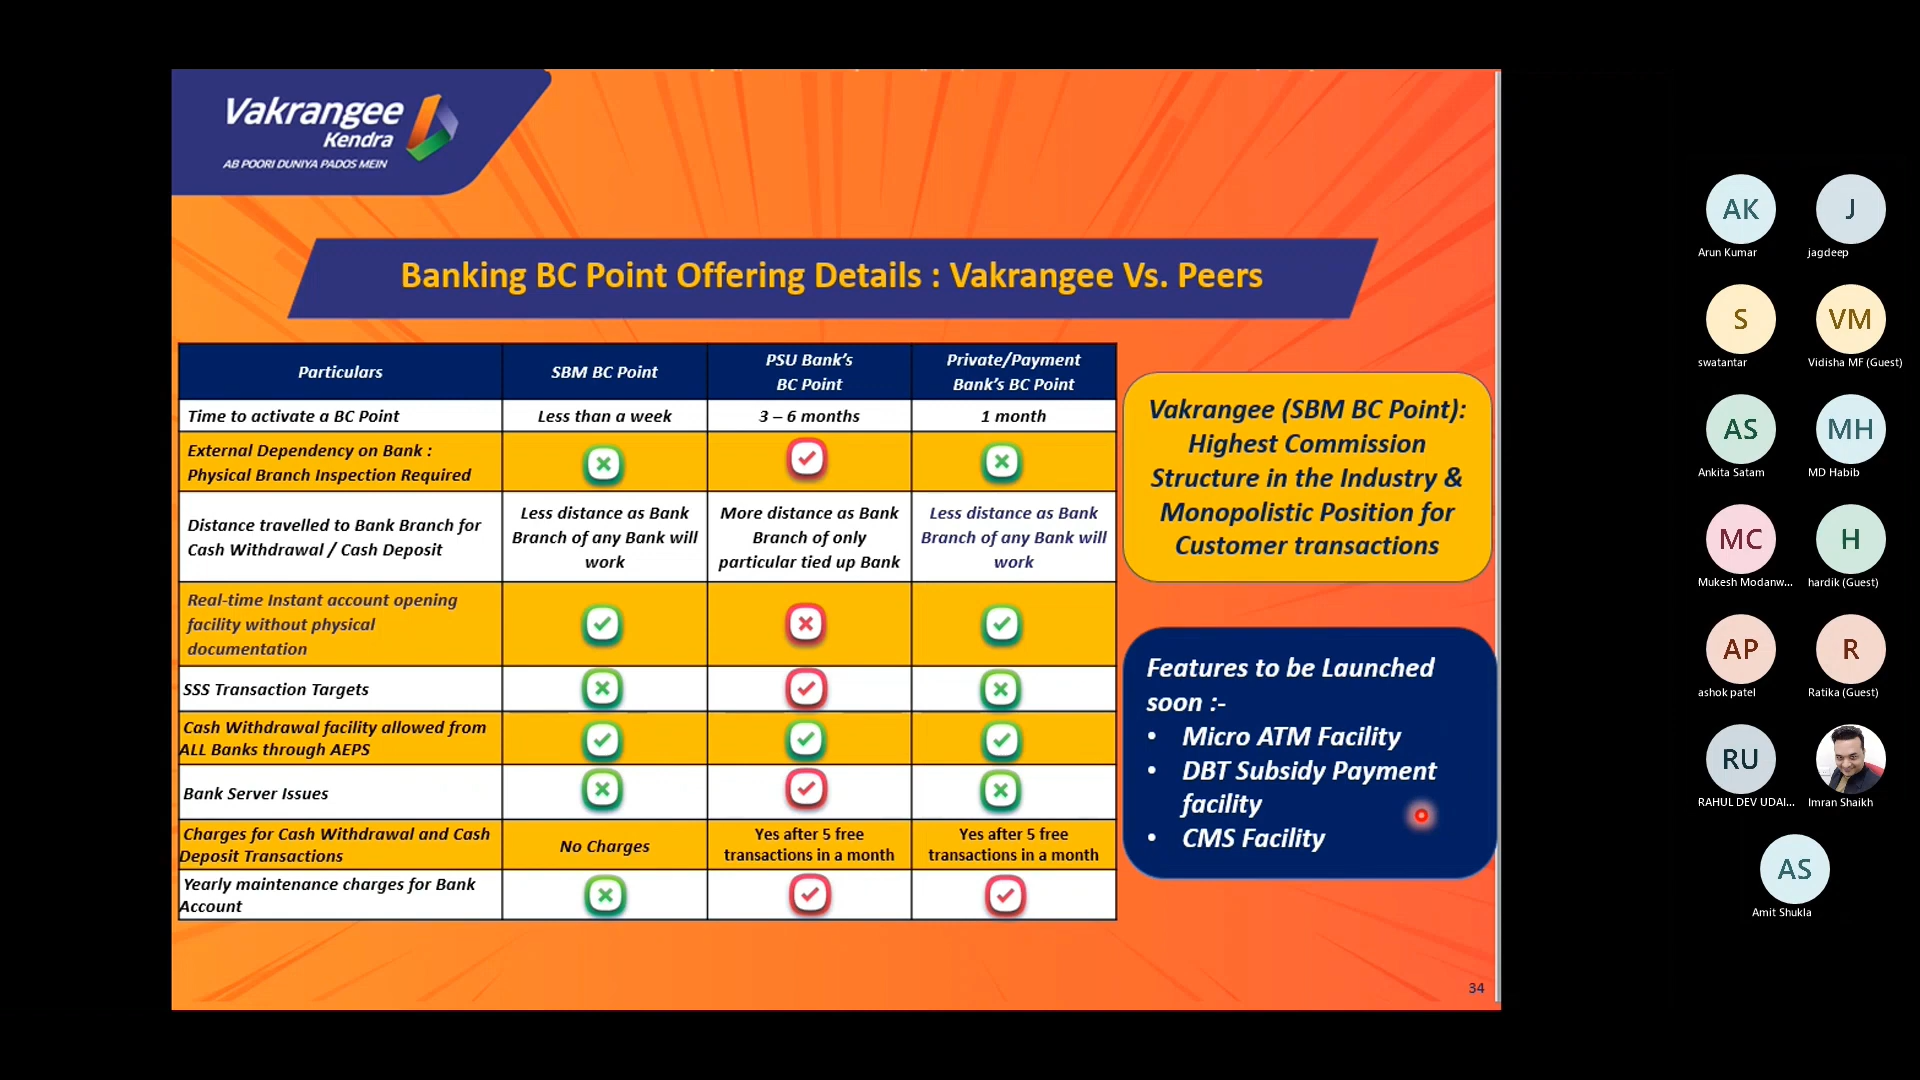 Vakrangee
Kendra
AB POORI DUNIYA PADOS MEIN
Banking BC Point Offering Details : Vakrangee Vs. Peers
Particulars
SBM BC Point
PSU Bank's
BC Point
Private/Payment
Bank's BC Point
Time to activate a BC Point
Less than a week
3 – 6 months
1 month
External Dependency on Bank :
Physical Branch Inspection Required
Distance travelled to Bank Branch for
Cash Withdrawal / Cash Deposit
Less distance as Bank
Branch of any Bank will
work
More distance as Bank
Branch of only
particular tied up Bank
Less distance as Bank
Branch of any Bank will
work
Real-time Instant account opening
facility without physical
documentation
SSS Transaction Targets
Cash Withdrawal facility allowed from
ALL Banks through AEPS
Bank Server Issues
Charges for Cash Withdrawal and Cash
Deposit Transactions
No Charges
Yes after 5 free
transactions in a month
Yes after 5 free
transactions in a month
Yearly maintenance charges for Bank
Account
Vakrangee (SBM BC Point):
Highest Commission
Structure in the Industry &
Monopolistic Position for
Customer transactions
Features to be Launched
soon :-
• Micro ATM Facility
• DBT Subsidy Payment
facility
• CMS Facility
34
AK
Arun Kumar
J
jagdeep
S
swatantar
VM
Vidisha MF (Guest)
AS
Ankita Satam
MH
MD Habib
MC
Mukesh Modanw...
H
hardik (Guest)
AP
ashok patel
R
Ratika (Guest)
RU
RAHUL DEV UDAI...
Imran Shaikh
AS
Amit Shukla